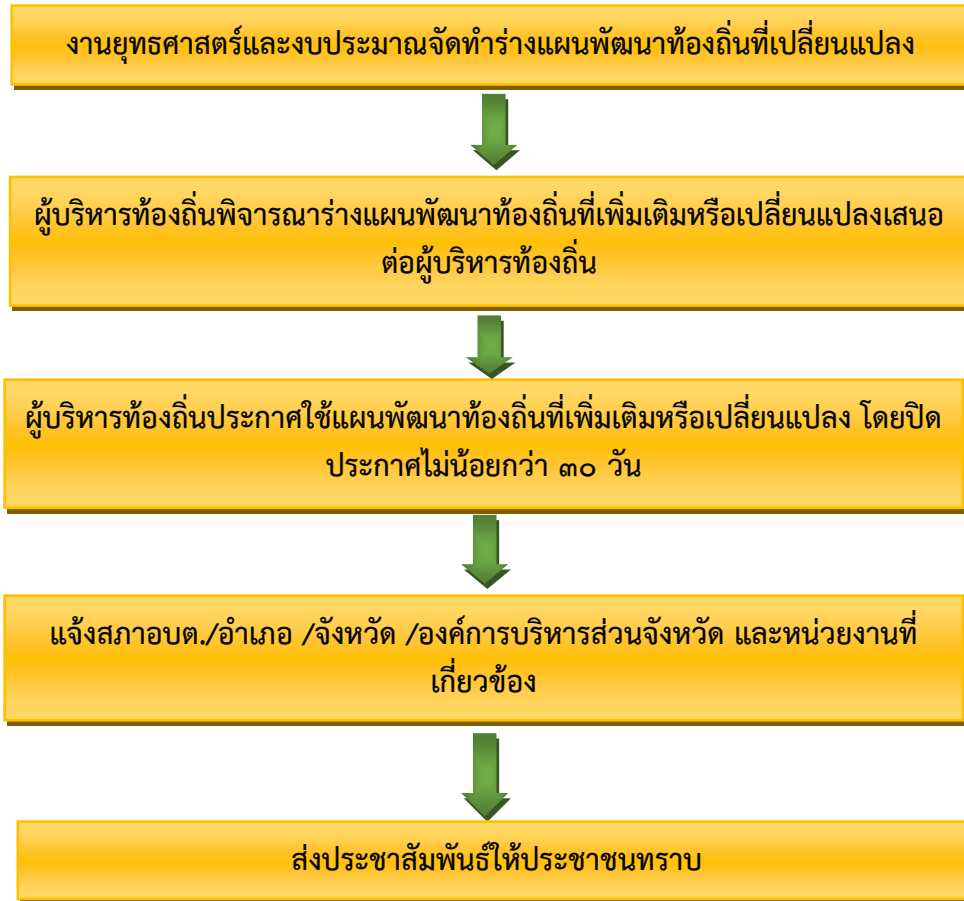 งานยุทธศาสตร์และงบประมาณจัดทำร่างแผนพัฒนาท้องถิ่นที่เปลี่ยนแปลง
ผู้บริหารท้องถิ่นพิจารณาร่างแผนพัฒนาท้องถิ่นที่เพิ่มเติมหรือเปลี่ยนแปลงเสนอ
ต่อผู้บริหารท้องถิ่น
ผู้บริหารท้องถิ่นประกาศใช้แผนพัฒนาท้องถิ่นที่เพิ่มเติมหรือเปลี่ยนแปลง โดยปิด
ประกาศไม่น้อยกว่า ๓๐ วัน
แจ้งสภาอบต./อำเภอ /จังหวัด /องค์การบริหารส่วนจังหวัด และหน่วยงานที่
เกี่ยวข้อง
ส่งประชาสัมพันธ์ให้ประชาชนทราบ